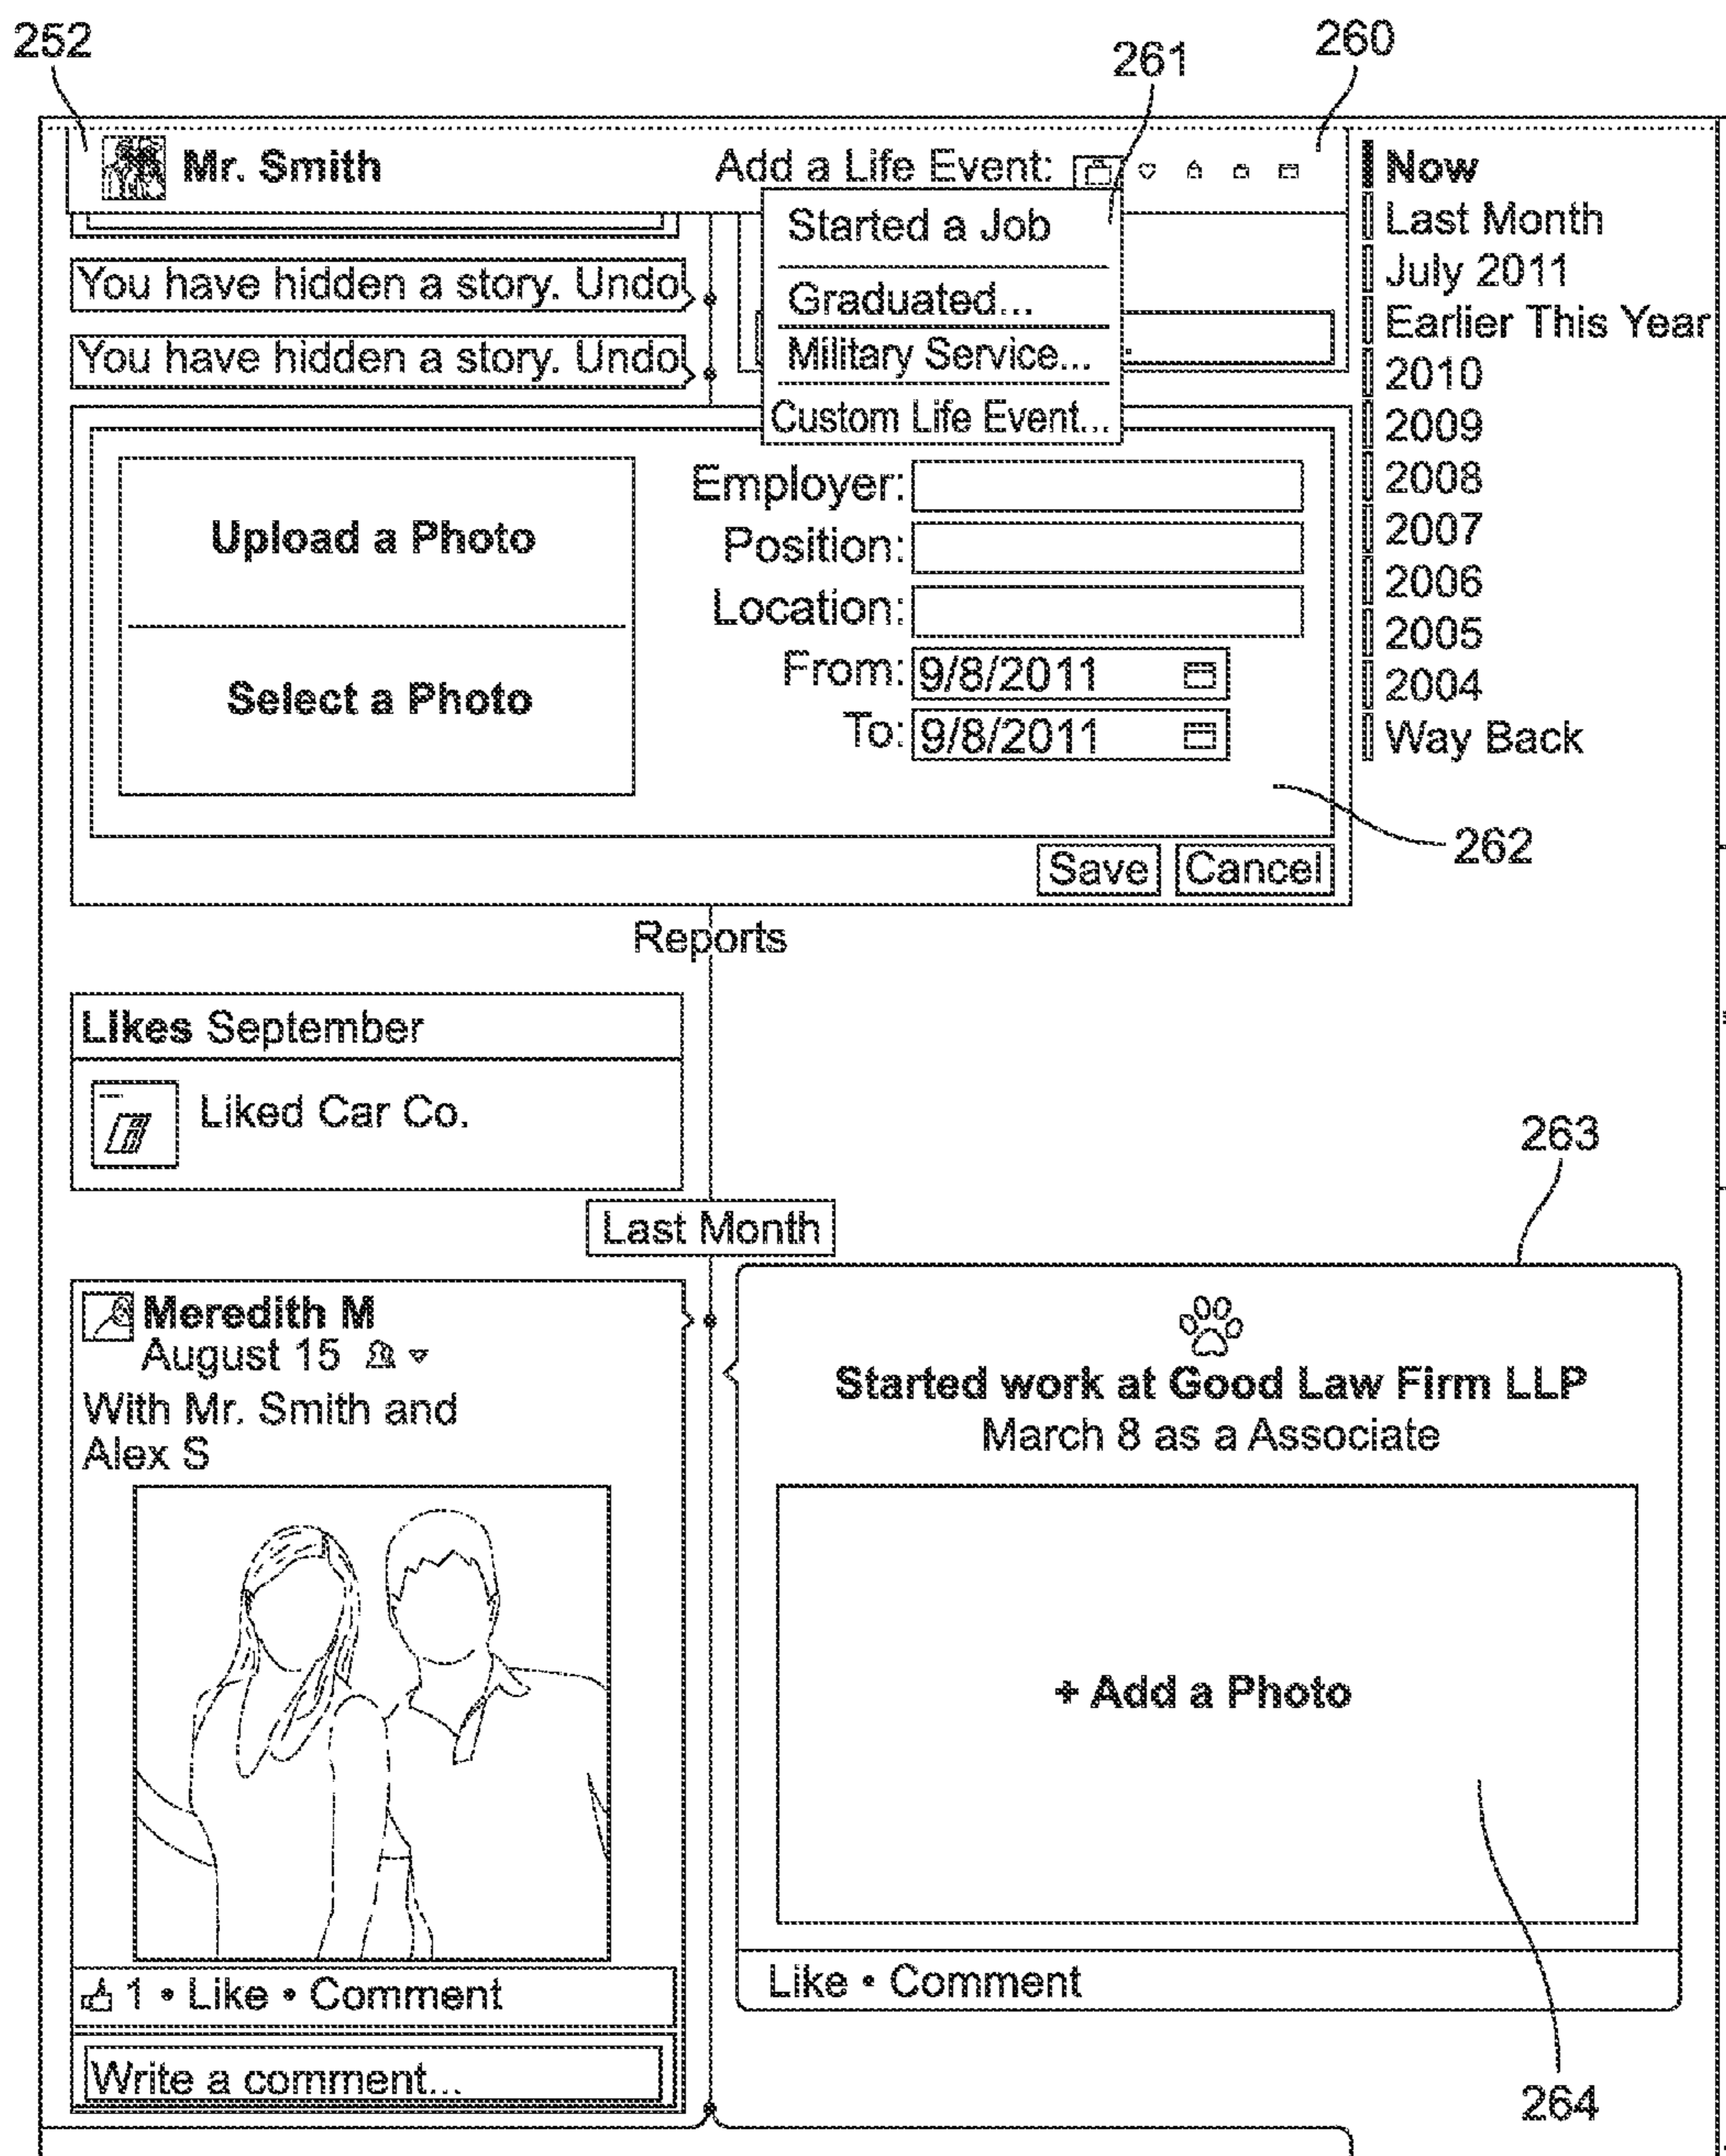 252
261
260
Mr. Smith
Add a Life Event:
Started a Job
Graduated...
Military Service...
Custom Life Event...
You have hidden a story. Undo
You have hidden a story. Undo
Now
Last Month
July 2011
Earlier This Year
2010
2009
2008
2007
2006
2005
2004
Way Back
Upload a Photo
Select a Photo
Employer:
Position:
Location:
From: 9/8/2011
To: 9/8/2011
262
Save Cancel
Reports
Likes September
Liked Car Co.
Last Month
263
Meredith M
August 15
With Mr. Smith and
Alex S
1 • Like • Comment
Write a comment...
Started work at Good Law Firm LLP
March 8 as a Associate
+ Add a Photo
Like • Comment
264